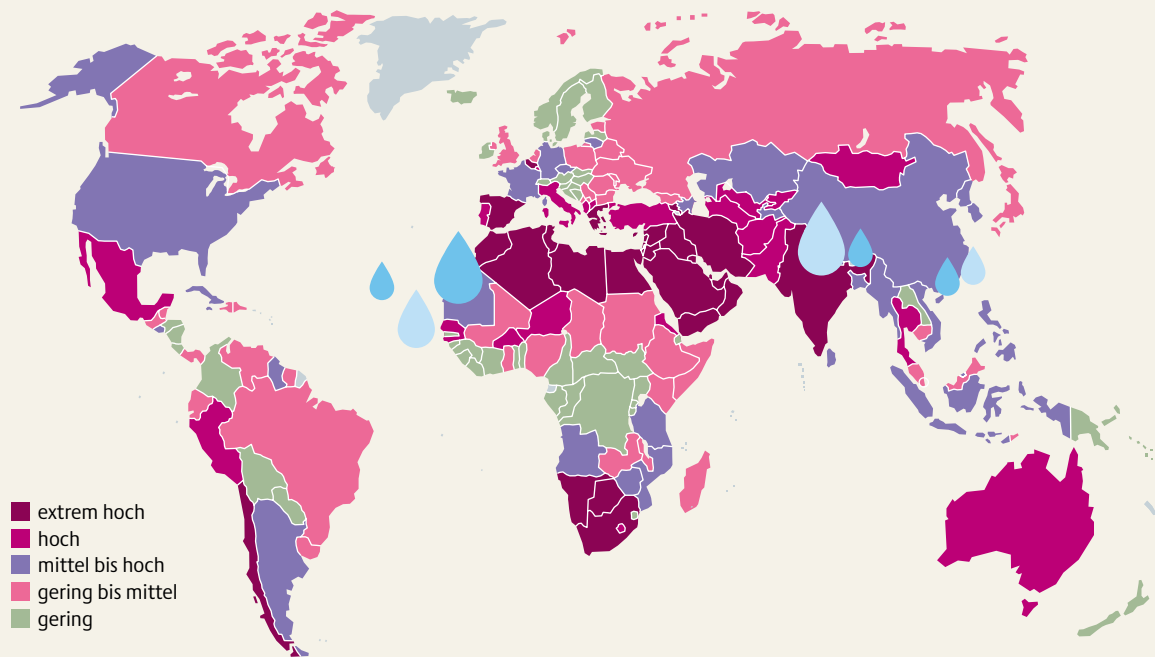 extrem hoch
hoch
mittel bis hoch
gering bis mittel
gering